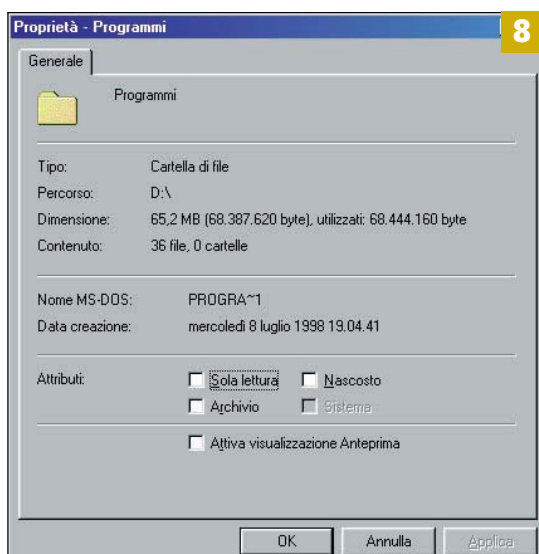 Proprietà - Programmi
8
Generale
Programmi
Tipo: Cartella di file
Percorso: D:\
Dimensione: 65,2 MB (68.387.620 byte), utilizzati: 68.444.160 byte
Contenuto: 36 file, 0 cartelle
Nome MS-DOS: PROGRA~1
Data creazione: mercoledì 8 luglio 1998 19.04.41
Attributi: Sola lettura Nascosto
Archivio Sistema
Attiva visualizzazione Anteprima
OK Annulla Applica